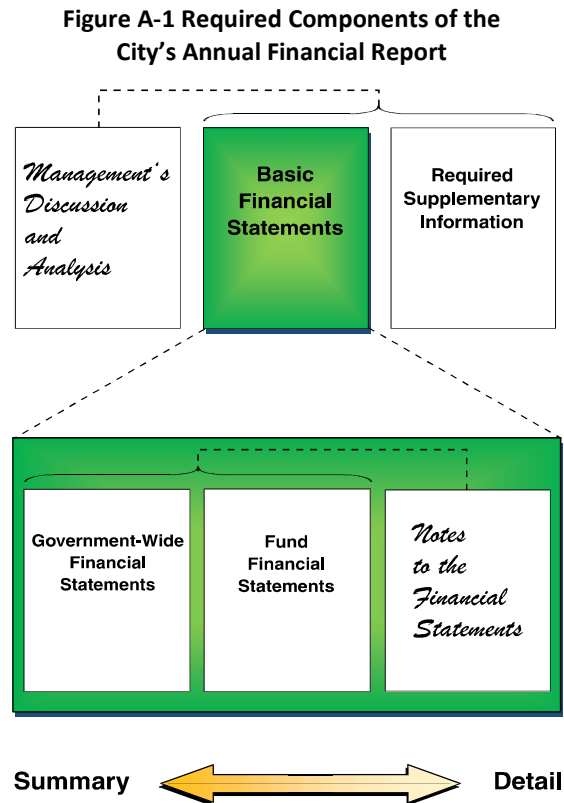 Figure A-1 Required Components of the
City's Annual Financial Report
Management's
Discussion
and
Analysis
Basic
Financial
Statements
Required
Supplementary
Information
Government-Wide
Financial
Statements
Fund
Financial
Statements
Notes
to the
Financial
Statements
Summary
Detail